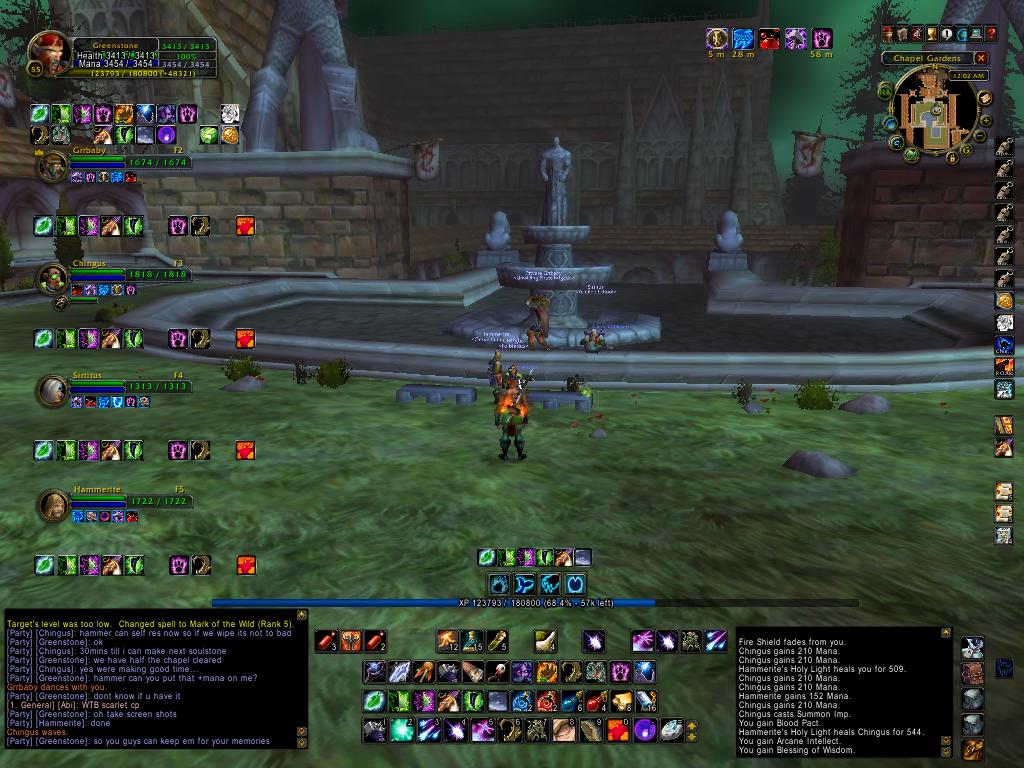 Greenstone
3413 / 3413
Health 3413 / 3413
100%
Mana 3454 / 3454
3454 / 3454
55
123793 / 180800 (+48321)
5 m
28 m
58 m
Chapel Gardens
N
12:02 AM
Grrbaby
F2
1674 / 1674
Chingus
F3
1818 / 1818
Sirtitus
F4
1313 / 1313
Hammerite
F5
1722 / 1722
Private Grrbaby
XP 123793 / 180800 (68.4% - 57k left)
Target's level was too low. Changed spell to Mark of the Wild (Rank 5).
[Party] [Chingus]: hammer can self res now so if we wipe its not to bad
[Party] [Greenstone]: ok
[Party] [Chingus]: 30mins till i can make next soulstone
[Party] [Greenstone]: we have half the chapel cleared
[Party] [Chingus]: yea were making good time...
[Party] [Greenstone]: hammer can you put that +mana on me?
Grrbaby dances with you.
[Party] [Greenstone]: dont know if u have it
[1. General] [Abi]: WTB scarlet cp
[Party] [Greenstone]: oh take screen shots
[Party] [Hammerite]: done
Chingus waves.
[Party] [Greenstone]: so you guys can keep em for your memories
Fire Shield fades from you.
Chingus gains 210 Mana.
Hammerite's Holy Light heals you for 509.
Chingus gains 210 Mana.
Chingus gains 210 Mana.
Hammerite gains 152 Mana.
Chingus gains 210 Mana.
Chingus casts Summon Imp.
You gain Blood Pact.
Hammerite's Holy Light heals Chingus for 544.
You gain Arcane Intellect.
You gain Blessing of Wisdom.